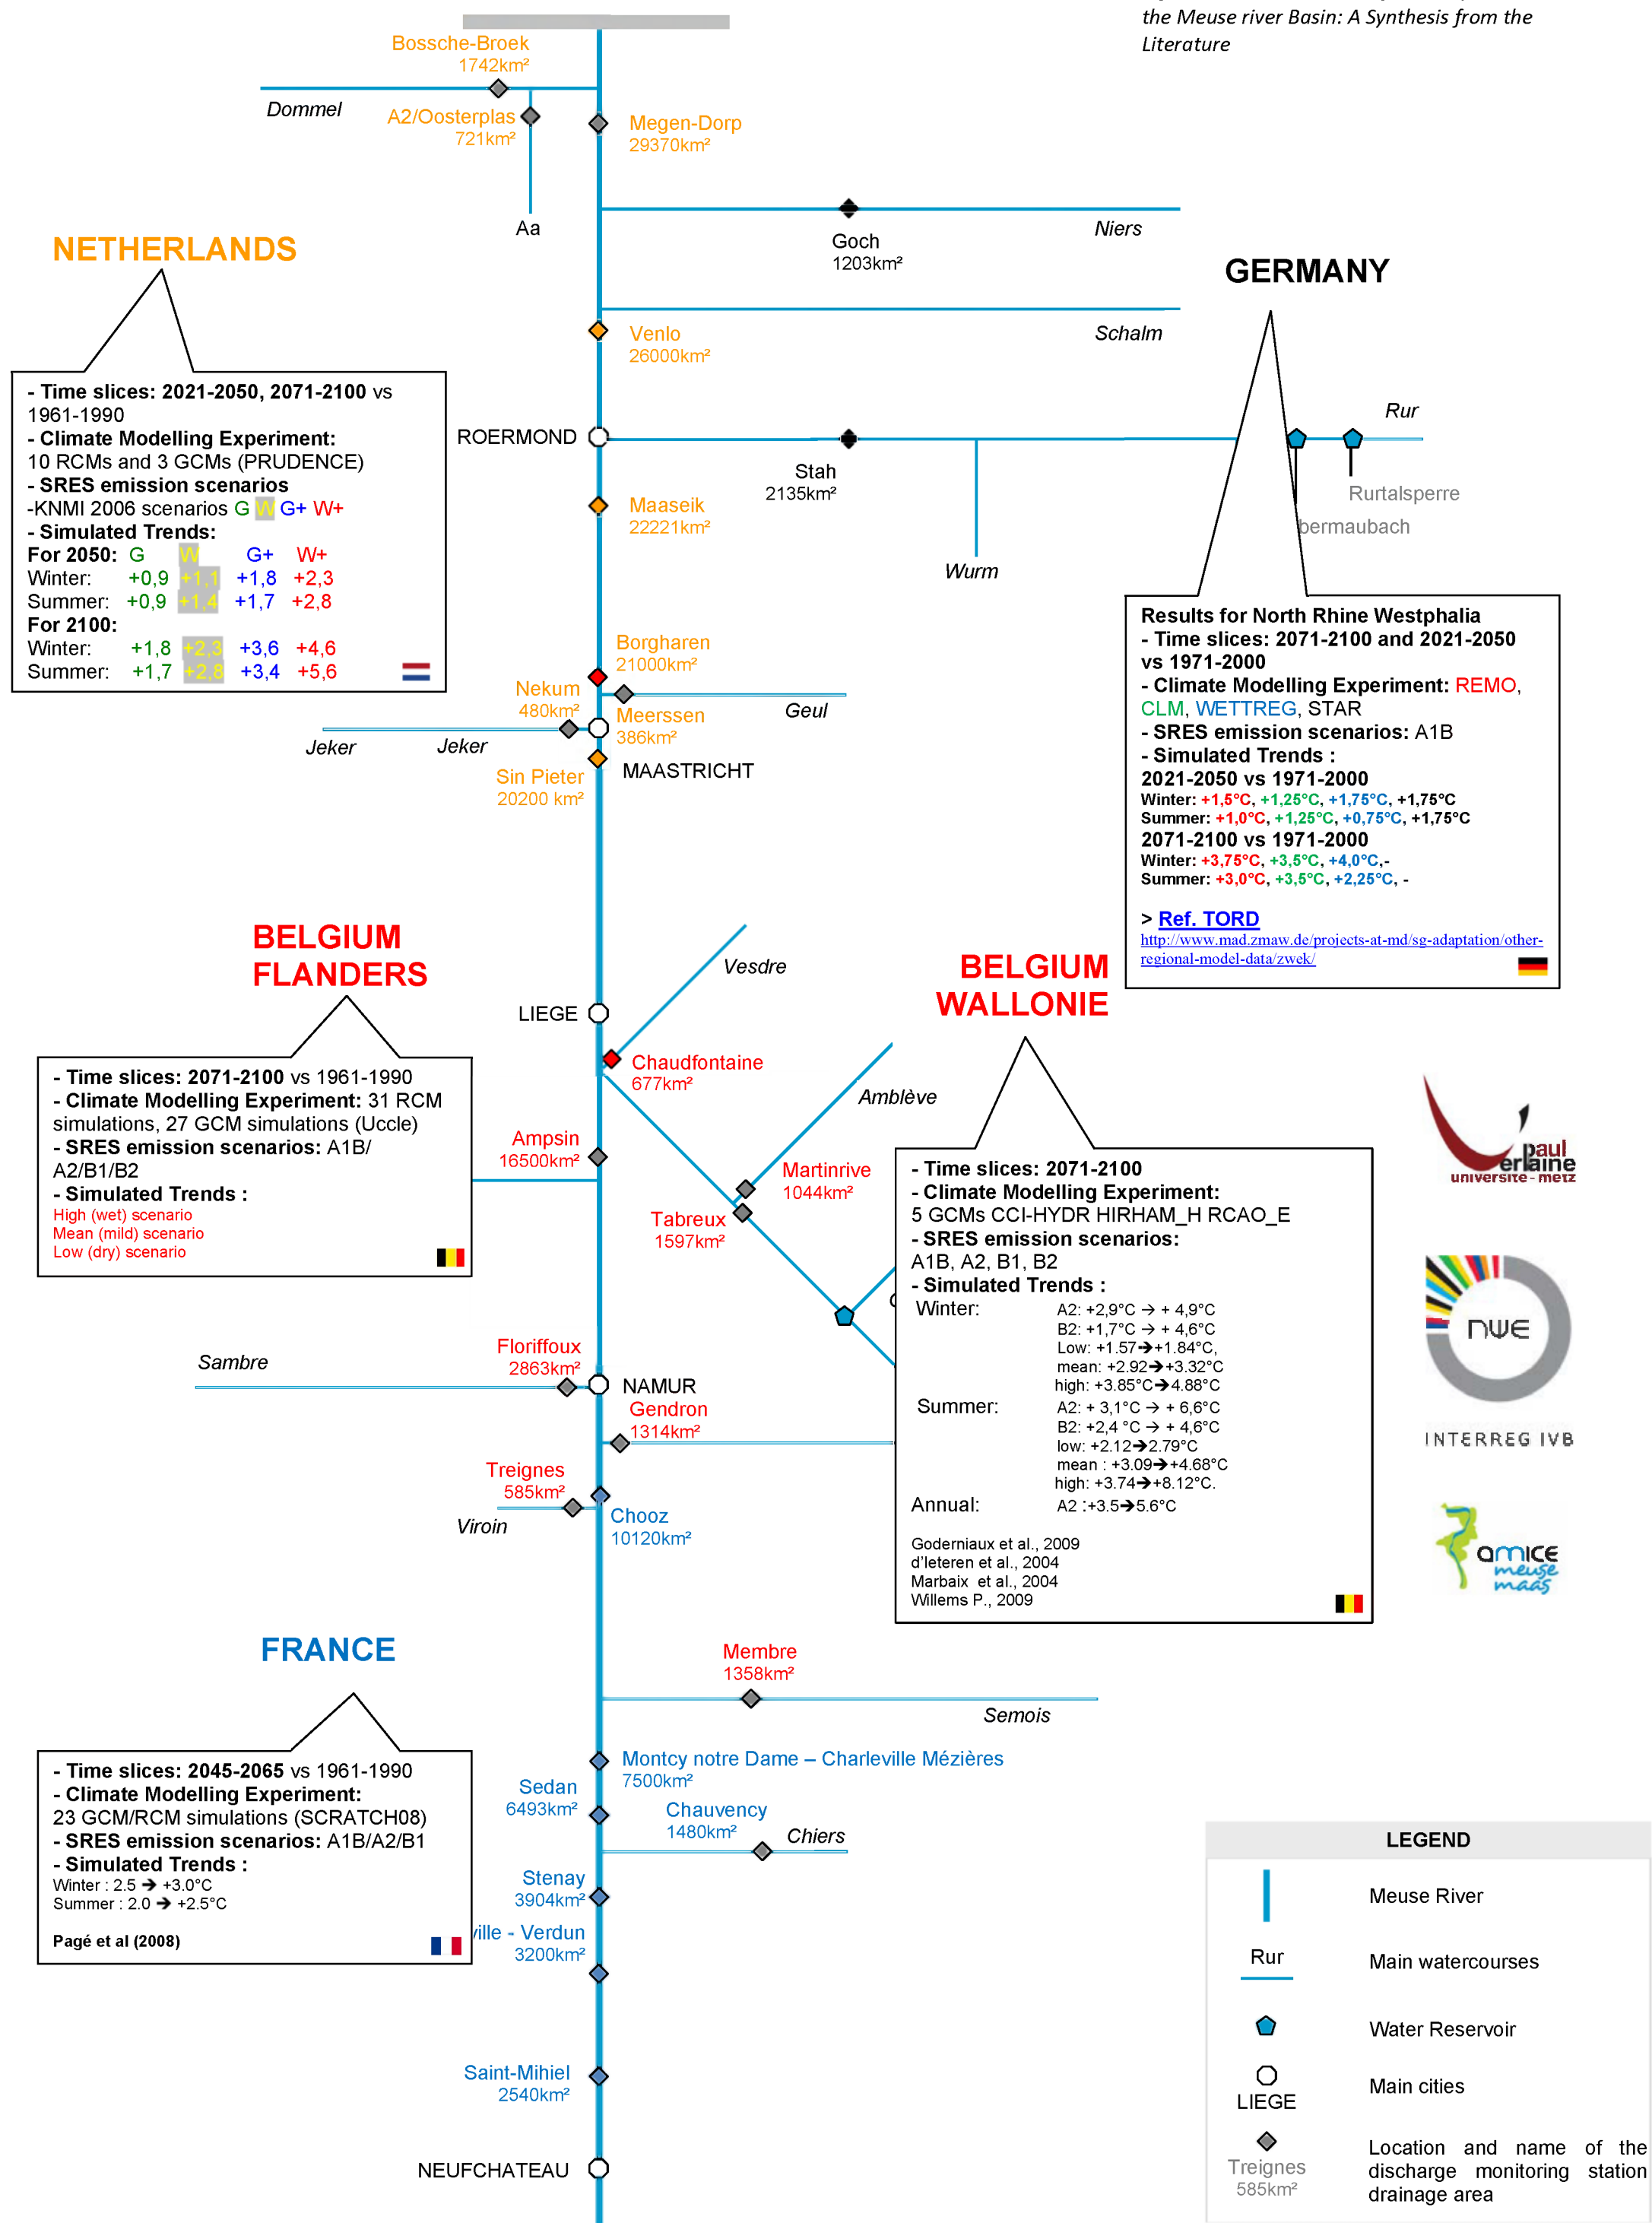 the Meuse river Basin: A Synthesis from the
Literature
Bossche-Broek
1742km²
Dommel
A2/Oosterplas
721km²
Megen-Dorp
29370km²
Aa
Niers
Goch
1203km²
NETHERLANDS
GERMANY
Schalm
Venlo
26000km²
- Time slices: 2021-2050, 2071-2100 vs
1961-1990
- Climate Modelling Experiment:
10 RCMs and 3 GCMs (PRUDENCE)
- SRES emission scenarios
-KNMI 2006 scenarios G W G+ W+
- Simulated Trends:
For 2050: G W G+ W+
Winter: +0,9 +1,1 +1,8 +2,3
Summer: +0,9 +1,4 +1,7 +2,8
For 2100:
Winter: +1,8 +2,3 +3,6 +4,6
Summer: +1,7 +2,8 +3,4 +5,6
ROERMOND
Rur
Stah
2135km²
Rurtalsperre
bermaubach
Maaseik
22221km²
Wurm
Results for North Rhine Westphalia
- Time slices: 2071-2100 and 2021-2050
vs 1971-2000
- Climate Modelling Experiment: REMO,
CLM, WETTREG, STAR
- SRES emission scenarios: A1B
- Simulated Trends :
2021-2050 vs 1971-2000
Winter: +1,5°C, +1,25°C, +1,75°C, +1,75°C
Summer: +1,0°C, +1,25°C, +0,75°C, +1,75°C
2071-2100 vs 1971-2000
Winter: +3,75°C, +3,5°C, +4,0°C,-
Summer: +3,0°C, +3,5°C, +2,25°C, -
> Ref. TORD
http://www.mad.zmaw.de/projects-at-md/sg-adaptation/other-
regional-model-data/zwek/
Borgharen
21000km²
Nekum
480km²
Geul
Meerssen
386km²
Jeker
Jeker
MAASTRICHT
Sin Pieter
20200 km²
BELGIUM
FLANDERS
Vesdre
BELGIUM
WALLONIE
LIEGE
Chaudfontaine
677km²
- Time slices: 2071-2100 vs 1961-1990
- Climate Modelling Experiment: 31 RCM
simulations, 27 GCM simulations (Uccle)
- SRES emission scenarios: A1B/
A2/B1/B2
- Simulated Trends :
High (wet) scenario
Mean (mild) scenario
Low (dry) scenario
Amblève
Ampsin
16500km²
Martinrive
1044km²
Tabreux
1597km²
- Time slices: 2071-2100
- Climate Modelling Experiment:
5 GCMs CCI-HYDR HIRHAM_H RCAO_E
- SRES emission scenarios:
A1B, A2, B1, B2
- Simulated Trends :
Winter: A2: +2,9°C → + 4,9°C
B2: +1,7°C → + 4,6°C
Low: +1.57➔+1.84°C,
mean: +2.92➔+3.32°C
high: +3.85°C➔4.88°C
Summer: A2: + 3,1°C → + 6,6°C
B2: +2,4 °C → + 4,6°C
low: +2.12➔2.79°C
mean : +3.09➔+4.68°C
high: +3.74➔+8.12°C.
Annual: A2 :+3.5➔5.6°C
Goderniaux et al., 2009
d'Ieteren et al., 2004
Marbaix et al., 2004
Willems P., 2009
paul
erlaine
université - metz
NWE
INTERREG IVB
amice
meuse
maas
Sambre
Floriffoux
2863km²
NAMUR
Gendron
1314km²
Treignes
585km²
Viroin
Chooz
10120km²
FRANCE
Membre
1358km²
Semois
- Time slices: 2045-2065 vs 1961-1990
- Climate Modelling Experiment:
23 GCM/RCM simulations (SCRATCH08)
- SRES emission scenarios: A1B/A2/B1
- Simulated Trends :
Winter : 2.5 ➔ +3.0°C
Summer : 2.0 ➔ +2.5°C
Pagé et al (2008)
Montcy notre Dame – Charleville Mézières
7500km²
Sedan
6493km²
Chauvency
1480km²
Chiers
Stenay
3904km²
ville - Verdun
3200km²
Saint-Mihiel
2540km²
NEUFCHATEAU
LEGEND
Meuse River
Rur
Main watercourses
Water Reservoir
LIEGE
Main cities
Treignes
585km²
Location and name of the
discharge monitoring station
drainage area